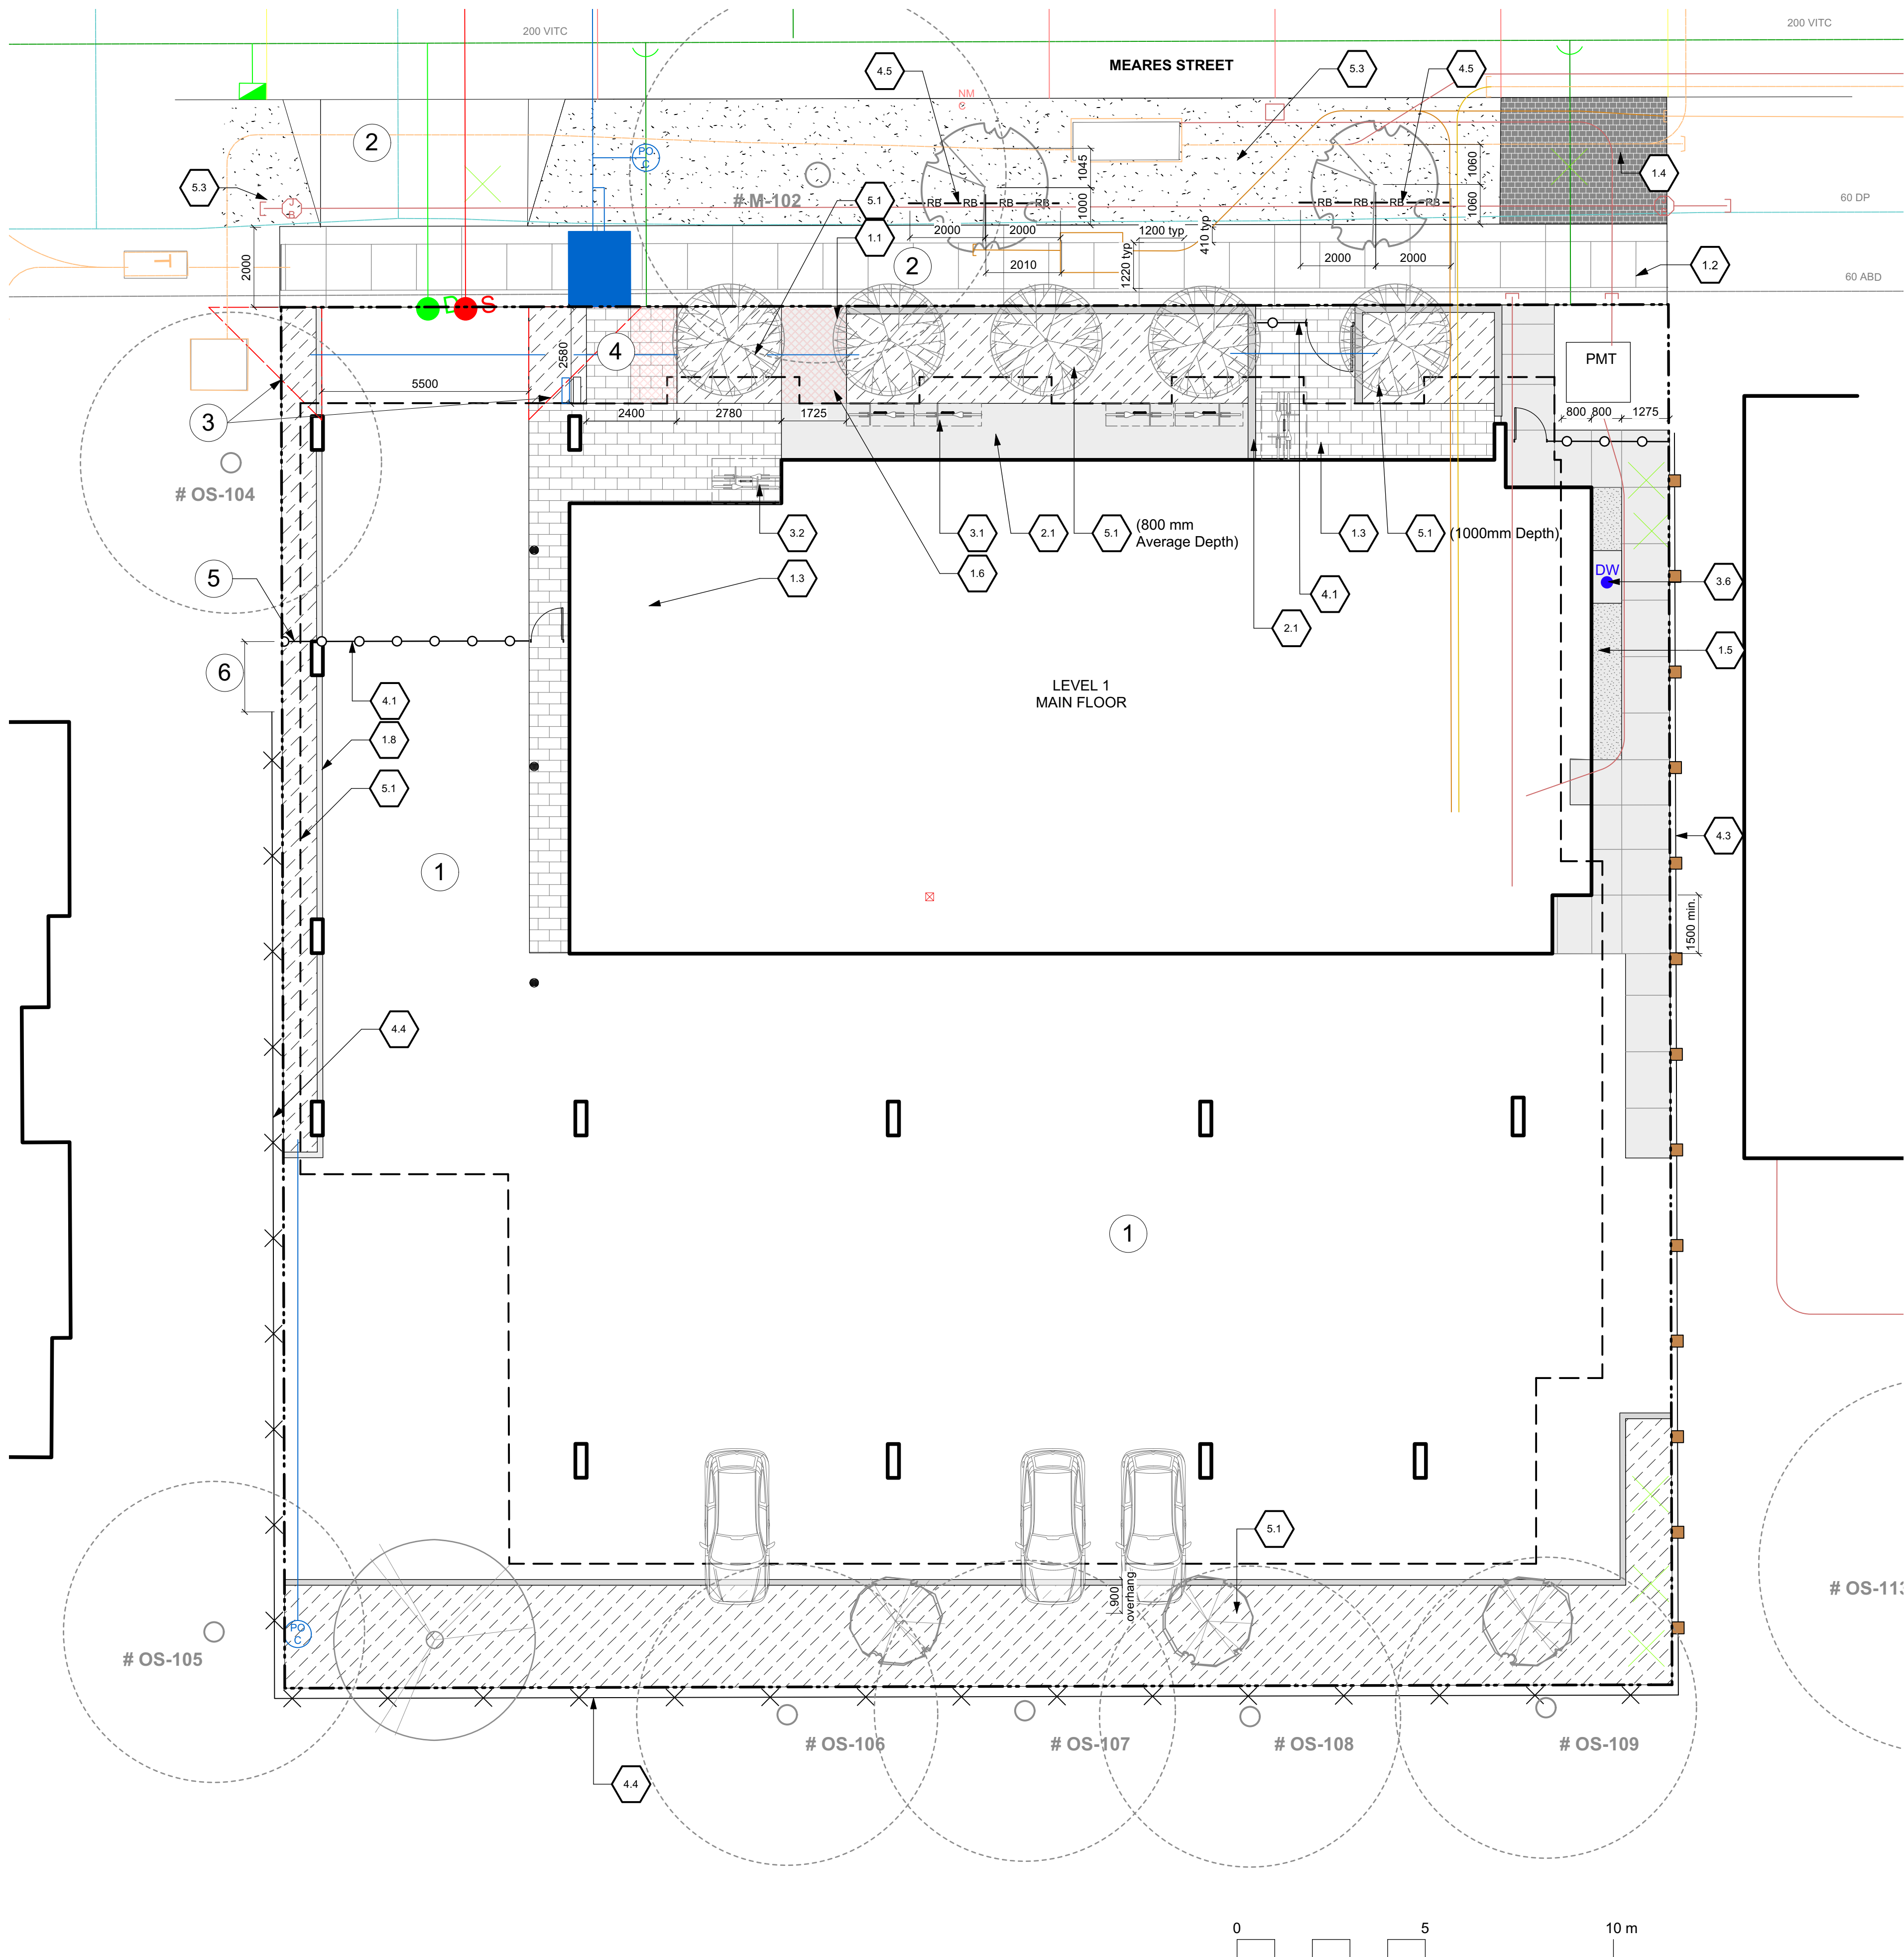 200 VITC
200 VITC
MEARES STREET
4.5
5.3
4.5
NM
2
PO
C
5.3
J
B
# M-102
5.1
1.1
RB RB RB RB
1045
1000
RB RB RB RB
1060
1060
1.4
60 DP
2000
2000
2000
1200 typ
410 typ
2
2010
1220 typ
2000
2000
1.2
60 ABD
T
D
S
4
2580
5500
PMT
3
2400
2780
1725
800
800
1275
# OS-104
3.2
3.1
2.1
5.1
(800 mm
Average Depth)
1.3
5.1
(1000mm Depth)
5
1.3
1.6
4.1
DW
3.6
2.1
6
1.5
4.1
LEVEL 1
MAIN FLOOR
1.8
5.1
4.3
1
1500 min.
4.4
1
5.1
900
overhang
# OS-113
PO
C
# OS-105
# OS-106
# OS-107
# OS-108
# OS-109
4.4
0
5
10 m